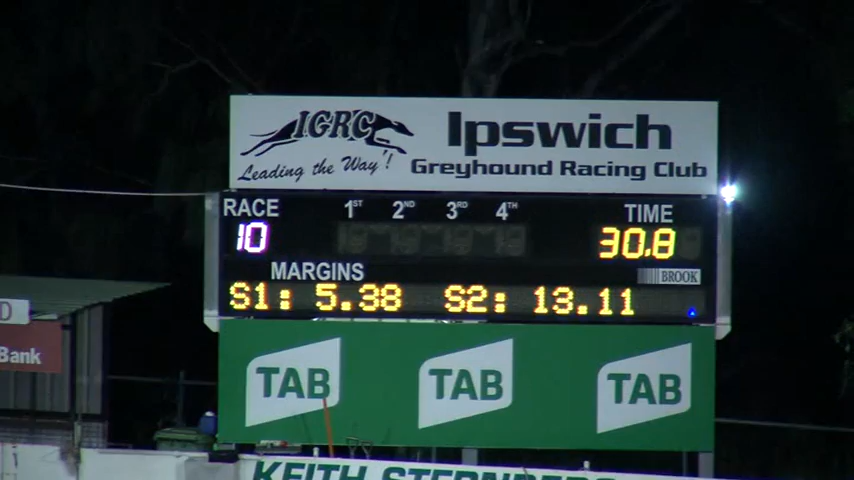 IGRC
Leading the Way'!
Ipswich
Greyhound Racing Club
RACE 1ST 2ND 3RD 4TH TIME
10 30.8
MARGINS BROOK
S1: 5.38 S2: 13.11
D
Bank
TAB TAB TAB
KEITH